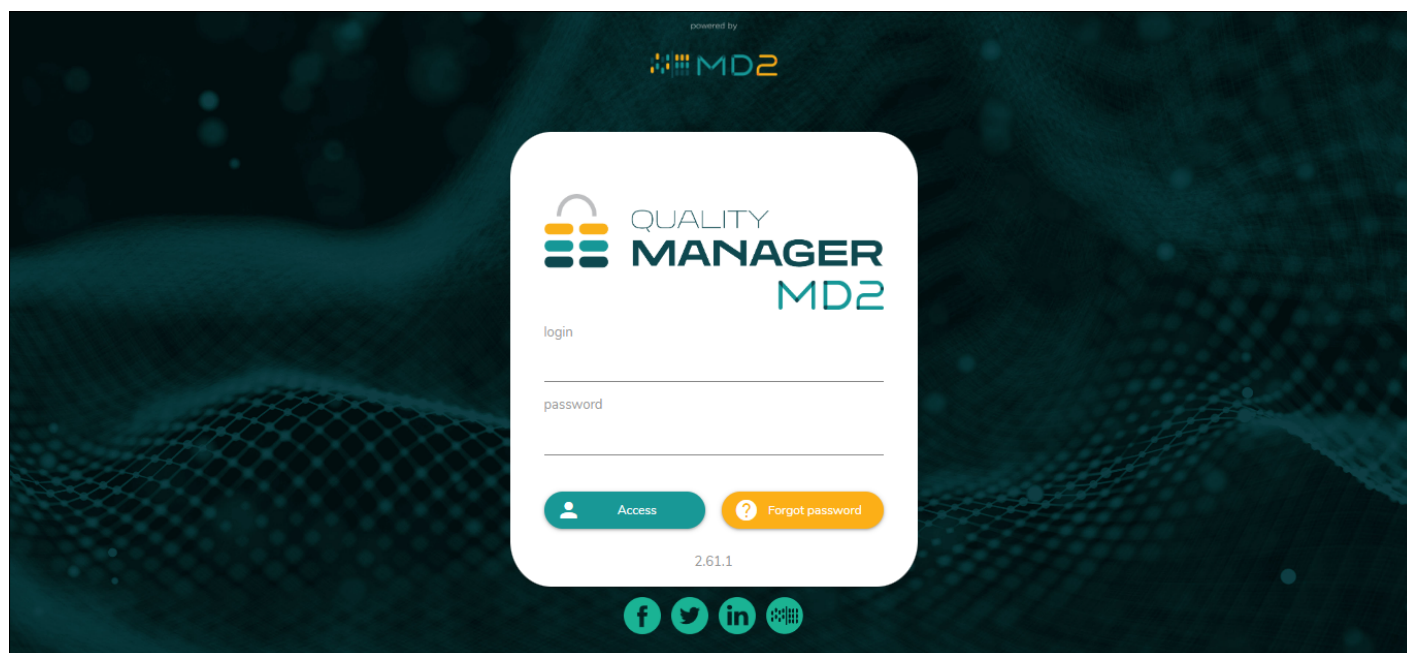 powered by
MD2
QUALITY
MANAGER
MD2
login
password
Access
Forgot password
2.61.1